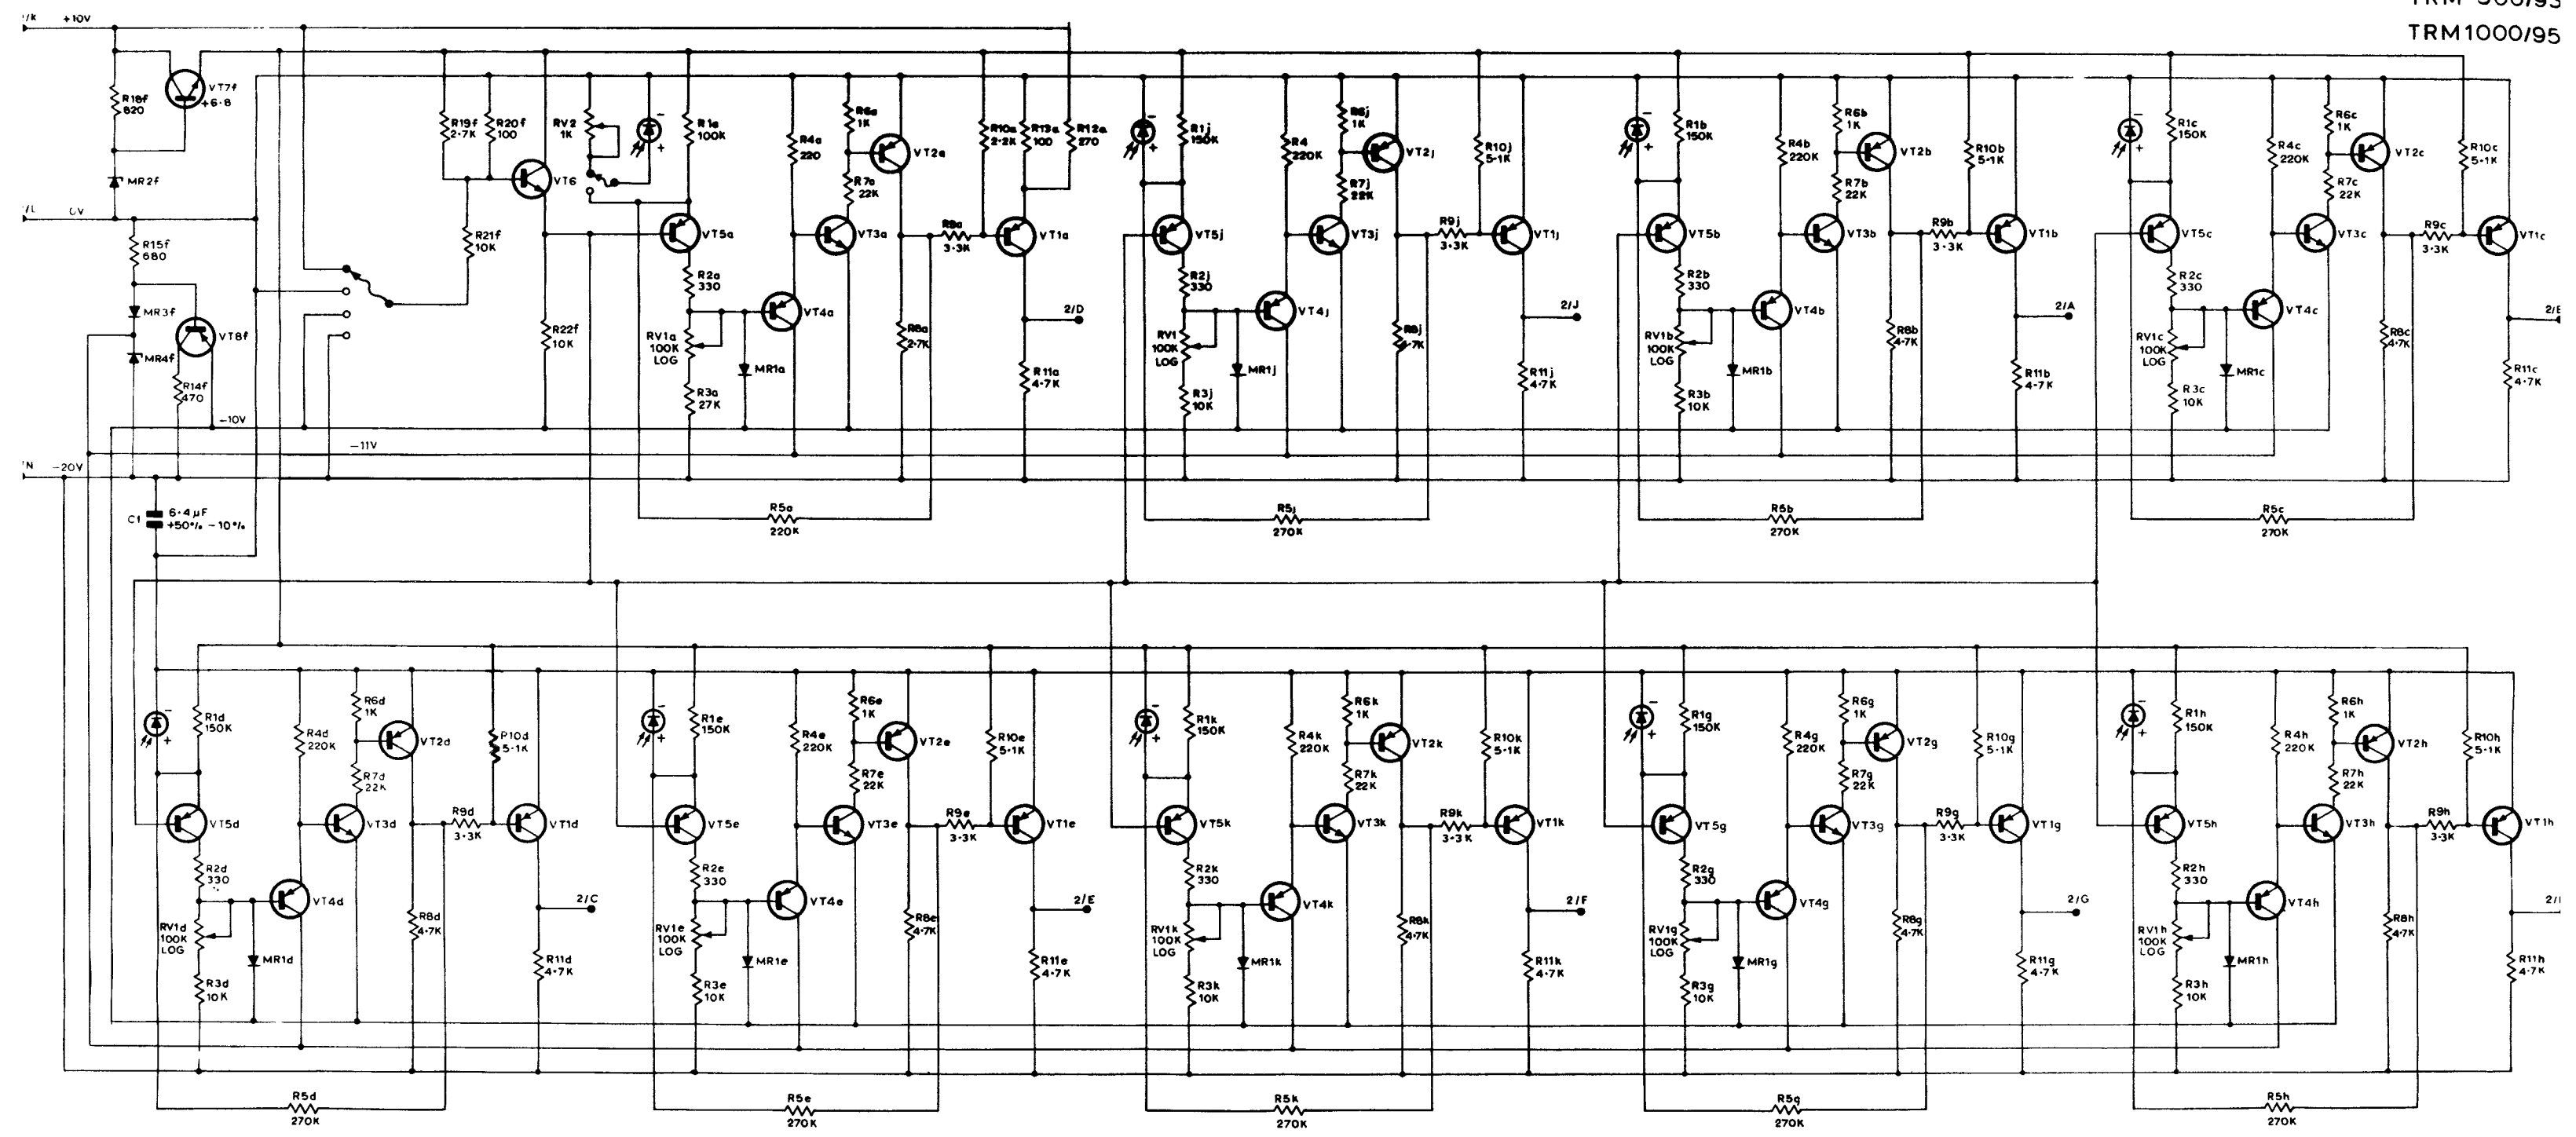 +10V
TRM1000/95
R18f
820
VT7f
+6·8
MR2f
0V
R15f
680
MR3f
MR4f
VT8f
R14f
470
-10V
-11V
-20V
C1
6·4µF
+50% -10%
R19f
2·7K
R20f
100
R21f
10K
VT6
R22f
10K
RV2
1K
R1a
100K
VT5a
R2a
330
RV1a
100K
LOG
R3a
27K
MR1a
R4a
220
VT4a
R6a
1K
R7a
22K
VT3a
VT2a
R8a
2·7K
R9a
3·3K
R10a
2·2K
R13a
100
R12a
270
VT1a
2/D
R11a
4·7K
R5a
220K
R1j
150K
VT5j
R2j
330
RV1
100K
LOG
R3j
10K
MR1j
R4
220K
VT4j
R6j
1K
R7j
22K
VT3j
VT2j
R8j
4·7K
R9j
3·3K
R10j
5·1K
VT1j
2/J
R11j
4·7K
R5j
270K
R1b
150K
VT5b
R2b
330
RV1b
100K
LOG
R3b
10K
MR1b
R4b
220K
VT4b
R6b
1K
R7b
22K
VT3b
VT2b
R8b
4·7K
R9b
3·3K
R10b
5·1K
VT1b
2/A
R11b
4·7K
R5b
270K
R1c
150K
VT5c
R2c
330
RV1c
100K
LOG
R3c
10K
MR1c
R4c
220K
VT4c
R6c
1K
R7c
22K
VT3c
VT2c
R8c
4·7K
R9c
3·3K
R10c
5·1K
VT1c
R11c
4·7K
R5c
270K
R1d
150K
VT5d
R2d
330
RV1d
100K
LOG
R3d
10K
MR1d
R4d
220K
VT4d
R6d
1K
R7d
22K
VT3d
VT2d
R8d
4·7K
R9d
3·3K
R10d
5·1K
VT1d
2/C
R11d
4·7K
R5d
270K
R1e
150K
VT5e
R2e
330
RV1e
100K
LOG
R3e
10K
MR1e
R4e
220K
VT4e
R6e
1K
R7e
22K
VT3e
VT2e
R8e
4·7K
R9e
3·3K
R10e
5·1K
VT1e
2/E
R11e
4·7K
R5e
270K
R1k
150K
VT5k
R2k
330
RV1k
100K
LOG
R3k
10K
MR1k
R4k
220K
VT4k
R6k
1K
R7k
22K
VT3k
VT2k
R8k
4·7K
R9k
3·3K
R10k
5·1K
VT1k
2/F
R11k
4·7K
R5k
270K
R1g
150K
VT5g
R2g
330
RV1g
100K
LOG
R3g
10K
MR1g
R4g
220K
VT4g
R6g
1K
R7g
22K
VT3g
VT2g
R8g
4·7K
R9g
3·3K
R10g
5·1K
VT1g
2/G
R11g
4·7K
R5g
270K
R1h
150K
VT5h
R2h
330
RV1h
100K
LOG
R3h
10K
MR1h
R4h
220K
VT4h
R6h
1K
R7h
22K
VT3h
VT2h
R8h
4·7K
R9h
3·3K
R10h
5·1K
VT1h
R11h
4·7K
R5h
270K